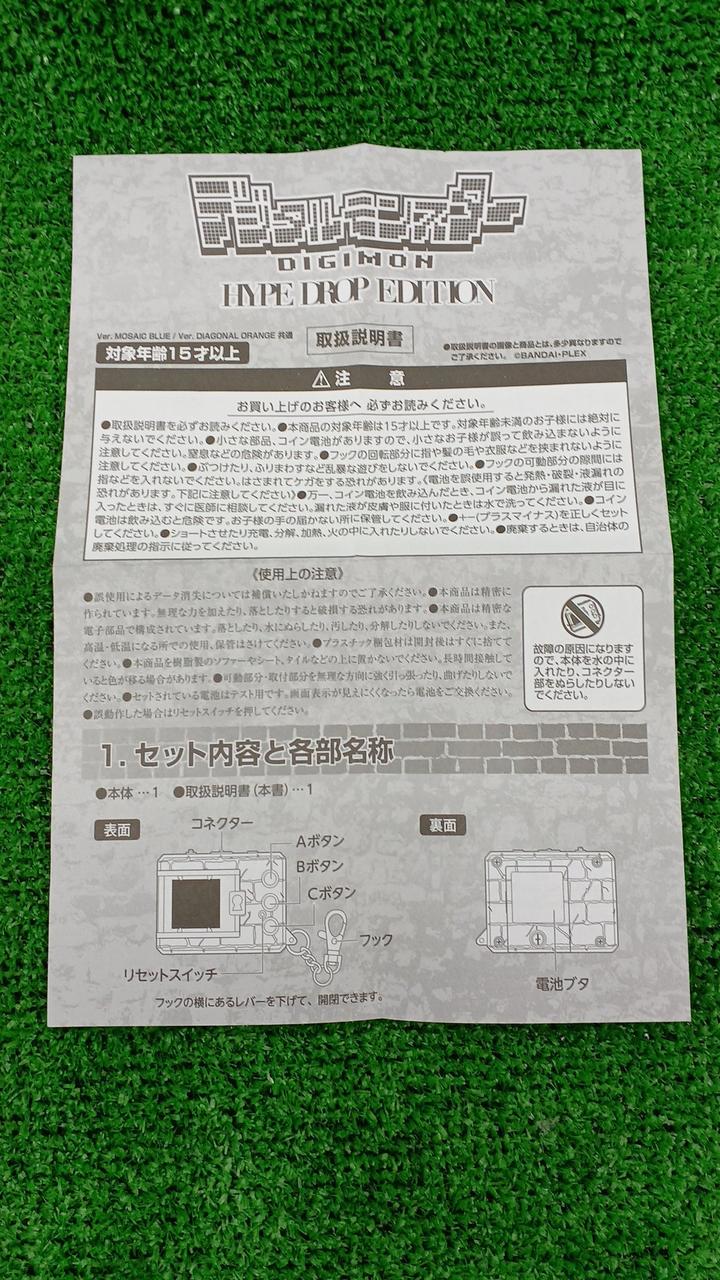 デジタルモンスター
DIGIMON
HYPE DROP EDITION
Ver. MOSAIC BLUE / Ver. DIAGONAL ORANGE 共通
対象年齢15才以上
取扱説明書
●取扱説明書の画像と商品とは、多少異なりますので
ご了承ください。 ©BANDAI・PLEX
⚠注 意
お買い上げのお客様へ 必ずお読みください。
●取扱説明書を必ずお読みください。●本商品の対象年齢は15才以上です。対象年齢未満のお子様には絶対に
与えないでください。●小さな部品、コイン電池がありますので、小さなお子様が誤って飲み込まないように
注意してください。窒息などの危険があります。●フックの回転部分に指や髪の毛や衣服などを挟まれないように
注意してください。●ぶつけたり、ふりまわすなど乱暴な遊びをしないでください。●フックの可動部分の隙間には
指などを入れないでください。はさまれてケガをする恐れがあります。《電池を誤使用すると発熱・破裂・液漏れの
恐れがあります。下記に注意してください》●万一、コイン電池を飲み込んだとき、コイン電池から漏れた液が目に
入ったときは、すぐに医師に相談してください。漏れた液が皮膚や服に付いたときは水で洗ってください。●コイン
電池は飲み込むと危険です。お子様の手の届かない所に保管してください。●+−(プラスマイナス)を正しくセット
してください。●ショートさせたり充電、分解、加熱、火の中に入れたりしないでください。●廃棄するときは、自治体の
廃棄処理の指示に従ってください。
《使用上の注意》
●誤使用によるデータ消失については補償いたしかねますのでご了承ください。●本商品は精密に
作られています。無理な力を加えたり、落としたりすると破損する恐れがあります。●本商品は精密な
電子部品で構成されています。落としたり、水にぬらしたり、汚したり、分解したりしないでください。また、
高温・低温になる所での使用、保管はさけてください。●プラスチック梱包材は開封後はすぐに捨てて
ください。●本商品を樹脂製のソファーやシート、タイルなどの上に置かないでください。長時間接触して
いると色が移る場合があります。●可動部分・取付部分を無理な方向に強く引っ張ったり、曲げたりしないで
ください。●セットされている電池はテスト用です。画面表示が見えにくくなったら電池をご交換ください。
●誤動作した場合はリセットスイッチを押してください。
故障の原因になります
ので、本体を水の中に
入れたり、コネクター
部をぬらしたりしない
でください。
1. セット内容と各部名称
●本体…1 ●取扱説明書(本書)…1
表面
コネクター
Aボタン
Bボタン
Cボタン
フック
リセットスイッチ
フックの横にあるレバーを下げて、開閉できます。
裏面
電池ブタ